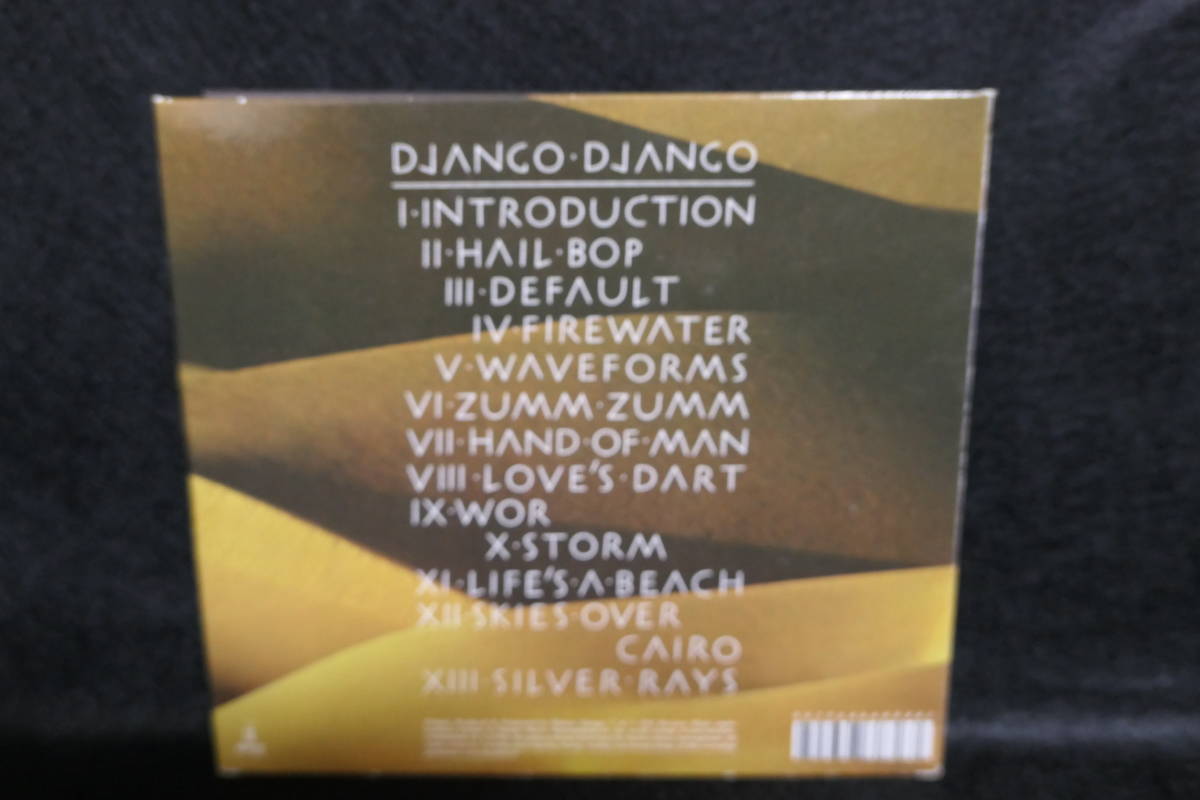 DJANGO·DJANGO
I·INTRODUCTION
II·HAIL·BOP
III·DEFAULT
IV·FIREWATER
V·WAVEFORMS
VI·ZUMM·ZUMM
VII·HAND·OF·MAN
VIII·LOVE'S·DART
IX·WOR
X·STORM
XI·LIFE'S·A·BEACH
XII·SKIES·OVER
CAIRO
XIII·SILVER·RAYS